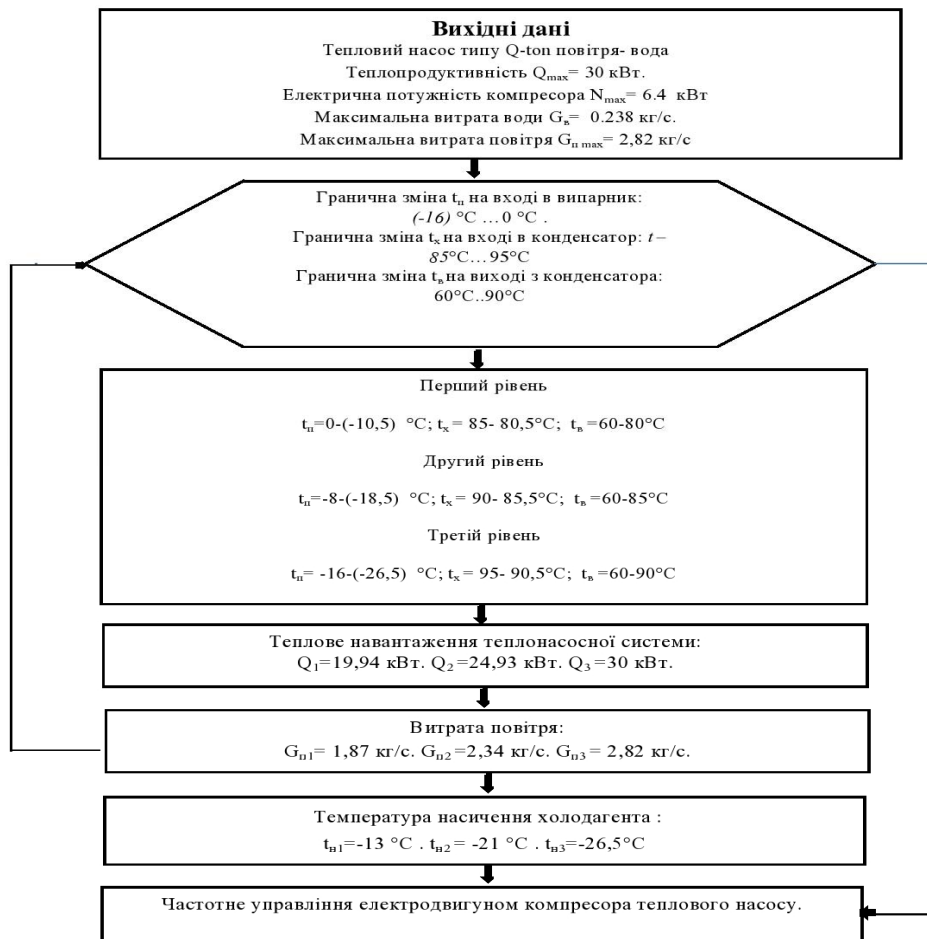 Вихідні дані
Тепловий насос типу Q-ton повітря- вода
Теплопродуктивність Qmax= 30 кВт.
Електрична потужність компресора Nmax= 6.4 кВт
Максимальна витрата води Gв= 0.238 кг/с.
Максимальна витрата повітря Gп max= 2,82 кг/с
Гранична зміна tп на вході в випарник:
(-16) °С ...0 °С .
Гранична зміна tх на вході в конденсатор: t –
85°С...95°С
Гранична зміна tв на виході з конденсатора:
60°С..90°С
Перший рівень
tп=0-(-10,5) °С; tх = 85- 80,5°С; tв =60-80°С
Другий рівень
tп=-8-(-18,5) °С; tх = 90- 85,5°С; tв =60-85°С
Третій рівень
tп= -16-(-26,5) °С; tх = 95- 90,5°С; tв =60-90°С
Теплове навантаження теплонасосної системи:
Q1=19,94 кВт. Q2=24,93 кВт. Q3=30 кВт.
Витрата повітря:
Gп1= 1,87 кг/с. Gп2 =2,34 кг/с. Gп3= 2,82 кг/с.
Температура насичення холодагента :
tн1=-13 °С . tн2 = -21 °С . tн3=-26,5°С
Частотне управління електродвигуном компресора теплового насосу.